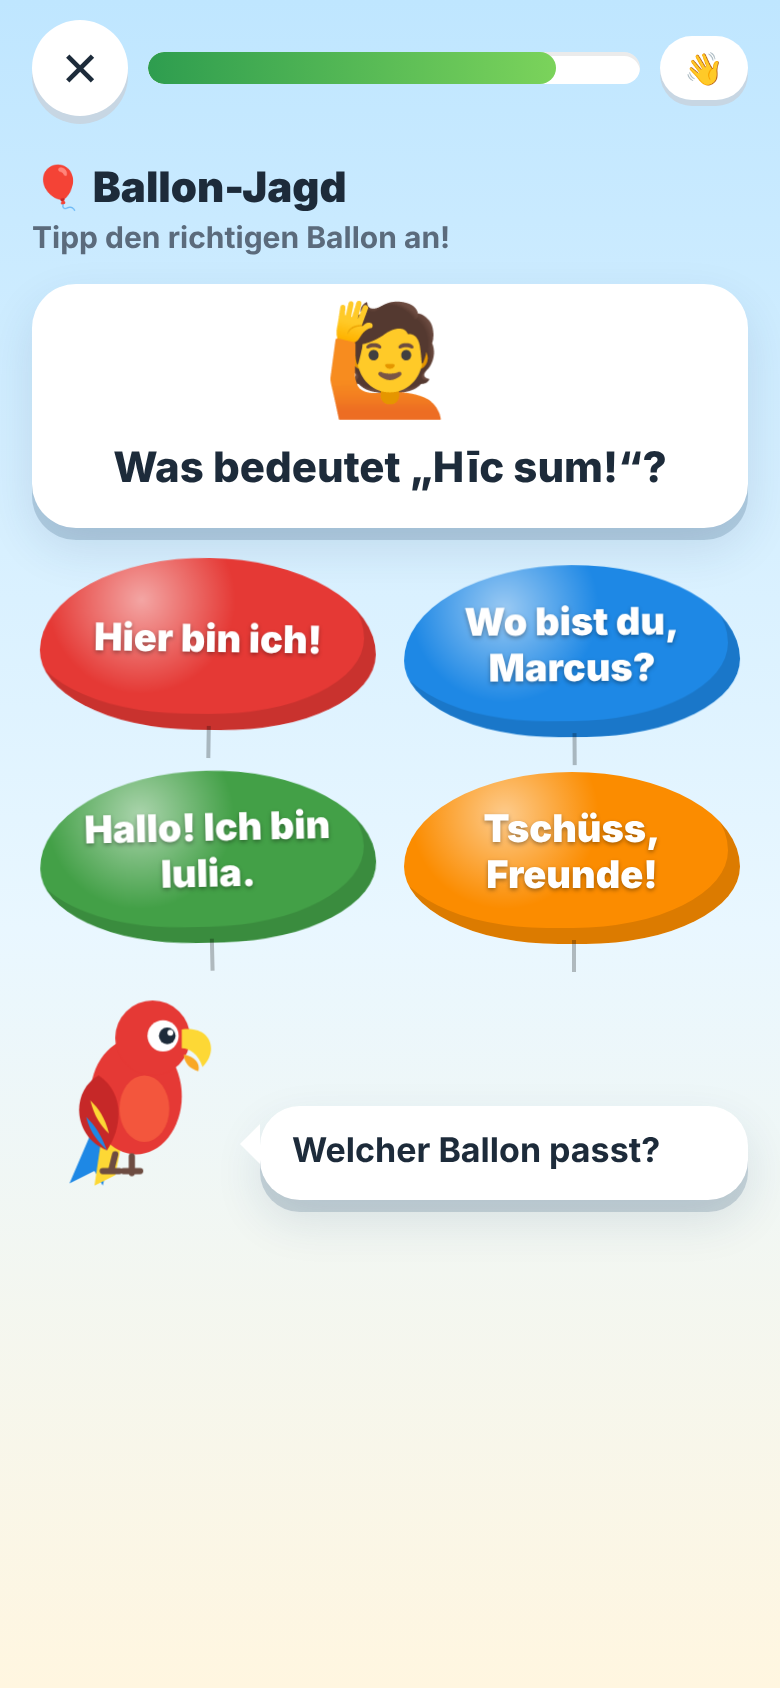 Ballon-Jagd
Tipp den richtigen Ballon an!
Was bedeutet „Hīc sum!“?
Hier bin ich!
Wo bist du,
Marcus?
Hallo! Ich bin
Iulia.
Tschüss,
Freunde!
Welcher Ballon passt?